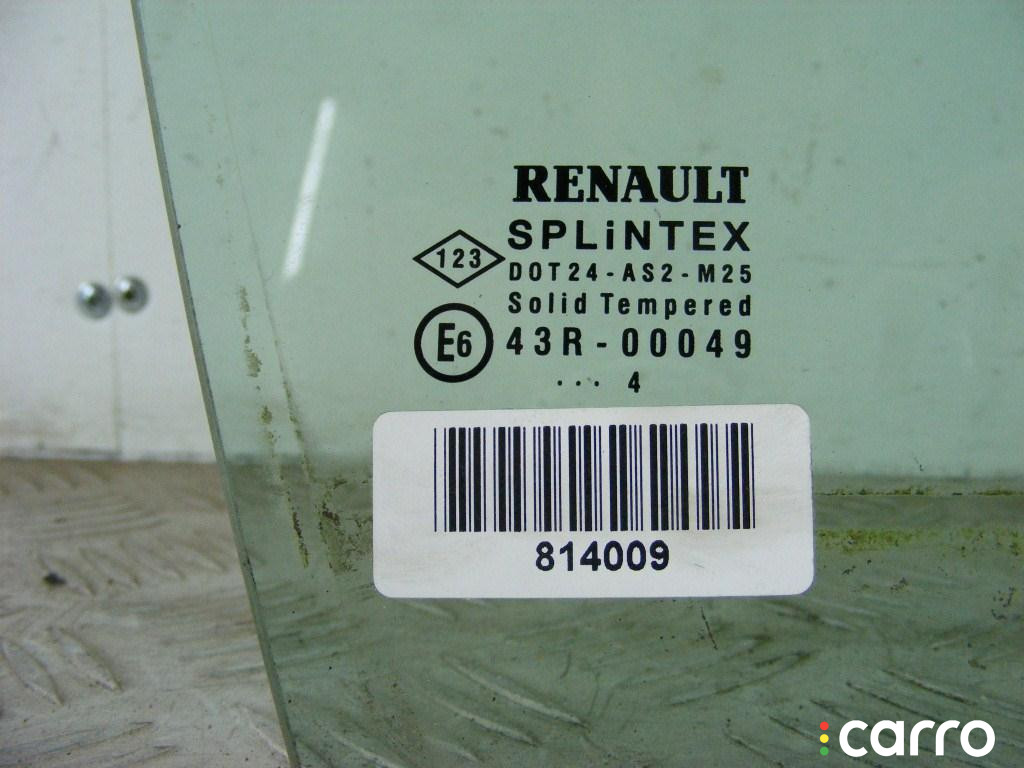 RENAULT
SPLiNTEX
123
DOT24-AS2-M25
Solid Tempered
E6
43R-00049
... 4
814009
carro